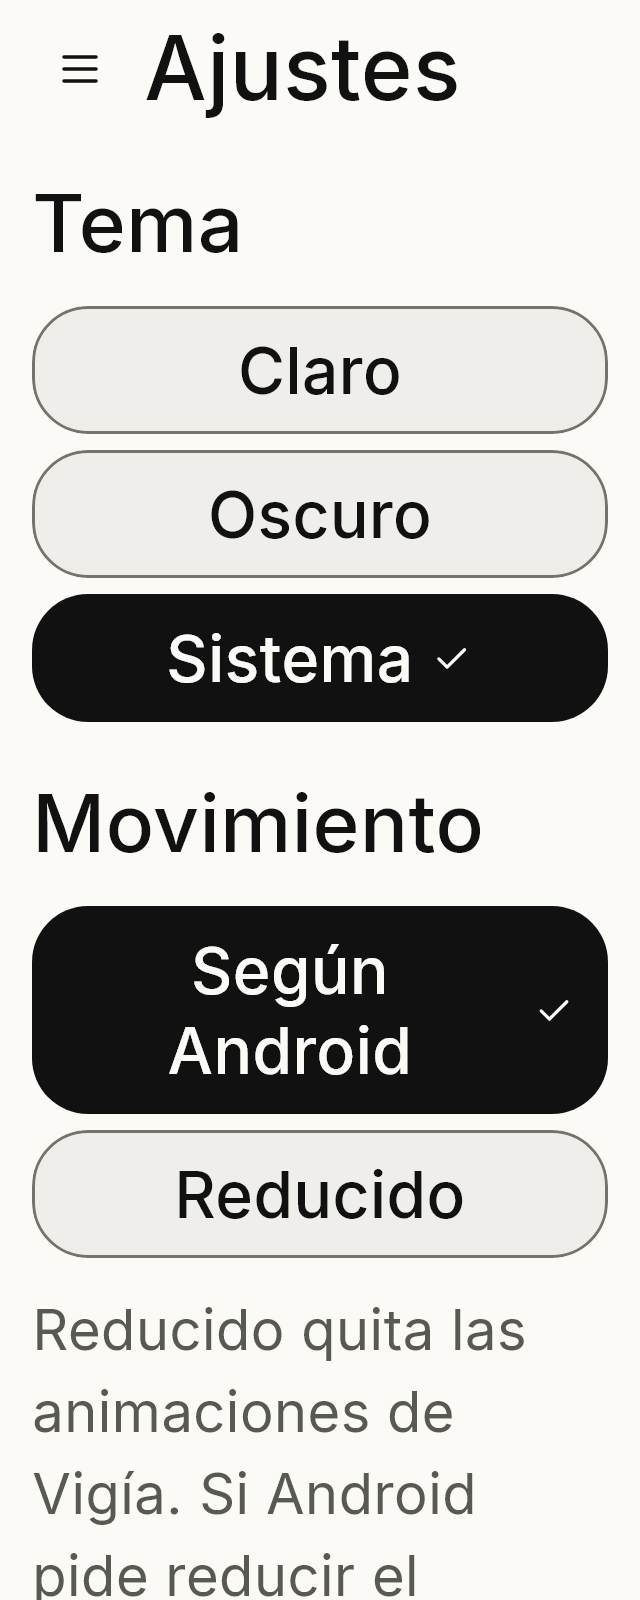 Ajustes
Tema
Claro
Oscuro
Sistema
Movimiento
Según
Android
Reducido
Reducido quita las
animaciones de
Vigía. Si Android
pide reducir el